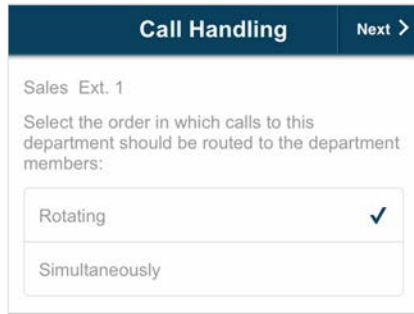 Call Handling
Next >
Sales Ext. 1
Select the order in which calls to this
department should be routed to the department
members:
Rotating
Simultaneously